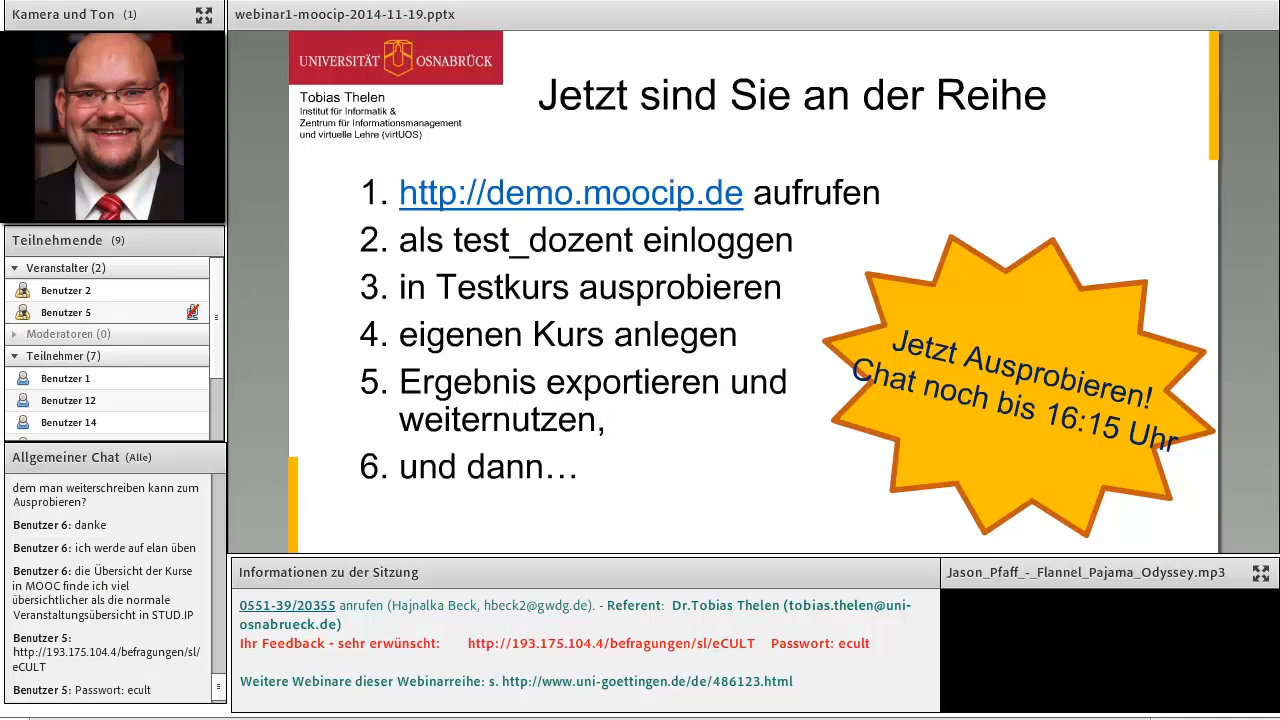 Kamera und Ton (1)
webinar1-moocip-2014-11-19.pptx
UNIVERSITÄT OSNABRÜCK
Tobias Thelen
Institut für Informatik &
Zentrum für Informationsmanagement
und virtuelle Lehre (virtUOS)
Jetzt sind Sie an der Reihe
1. http://demo.moocip.de aufrufen
2. als test_dozent einloggen
3. in Testkurs ausprobieren
4. eigenen Kurs anlegen
5. Ergebnis exportieren und
weiternutzen,
6. und dann…
Jetzt Ausprobieren!
Chat noch bis 16:15 Uhr
Teilnehmende (9)
Veranstalter (2)
Benutzer 2
Benutzer 5
Moderatoren (0)
Teilnehmer (7)
Benutzer 1
Benutzer 12
Benutzer 14
Allgemeiner Chat (Alle)
dem man weiterschreiben kann zum
Ausprobieren?
Benutzer 6: danke
Benutzer 6: ich werde auf elan üben
Benutzer 6: die Übersicht der Kurse
in MOOC finde ich viel
übersichtlicher als die normale
Veranstaltungsübersicht in STUD.IP
Benutzer 5:
http://193.175.104.4/befragungen/sl/
eCULT
Benutzer 5: Passwort: ecult
Informationen zu der Sitzung
0551-39/20355 anrufen (Hajnalka Beck, hbeck2@gwdg.de). - Referent: Dr.Tobias Thelen (tobias.thelen@uni-
osnabrueck.de)
Ihr Feedback - sehr erwünscht: http://193.175.104.4/befragungen/sl/eCULT Passwort: ecult
Weitere Webinare dieser Webinarreihe: s. http://www.uni-goettingen.de/de/486123.html
Jason_Pfaff_-_Flannel_Pajama_Odyssey.mp3